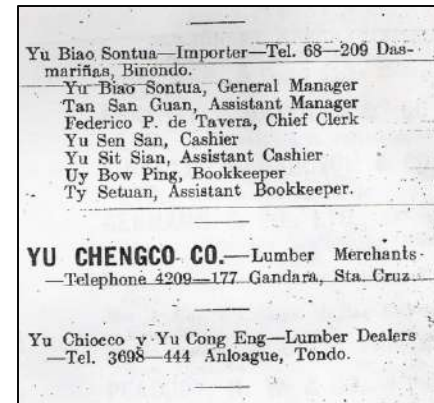 Yu Biao Sontua—Importer—Tel. 68—209 Das-
mariñas, Binondo.
Yu Biao Sontua, General Manager
Tan San Guan, Assistant Manager
Federico P. de Tavera, Chief Clerk
Yu Sen San, Cashier
Yu Sit Sian, Assistant Cashier
Uy Bow Ping, Bookkeeper
Ty Setuan, Assistant Bookkeeper.
YU CHENGCO CO.—Lumber Merchants
—Telephone 4209—177 Gandara, Sta. Cruz.
Yu Chiocco y Yu Cong Eng—Lumber Dealers
—Tel. 3698—444 Anloague, Tondo.